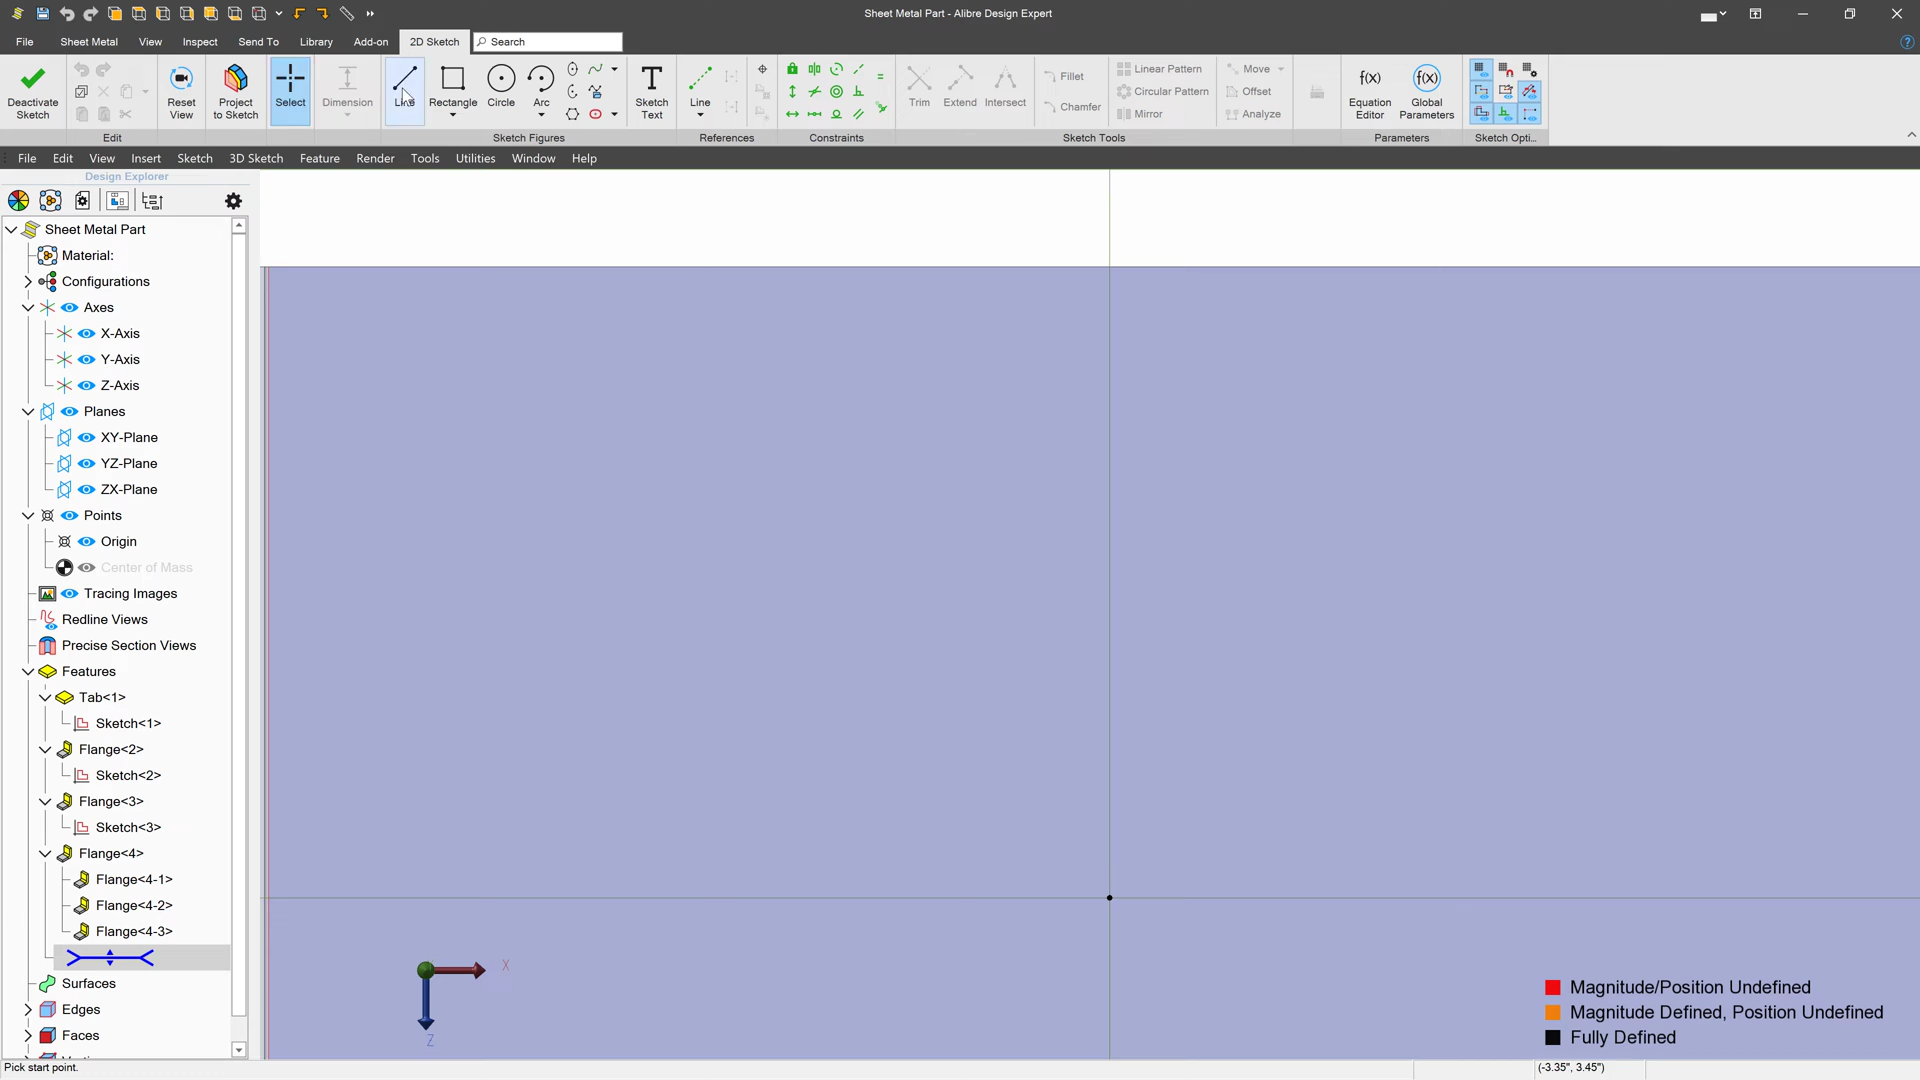 Sheet Metal Part - Alibre Design Expert
File Sheet Metal View Inspect Send To Library Add-on 2D Sketch Search
Deactivate Sketch
Reset View
Project to Sketch
Select
Dimension
Line
Rectangle
Circle
Arc
Sketch Text
Line
Trim
Extend
Intersect
Fillet
Chamfer
Linear Pattern
Circular Pattern
Mirror
Move
Offset
Analyze
Equation Editor
Global Parameters
Edit Sketch Figures References Constraints Sketch Tools Parameters Sketch Opti...
File Edit View Insert Sketch 3D Sketch Feature Render Tools Utilities Window Help
Design Explorer
Sheet Metal Part
Material:
Configurations
Axes
X-Axis
Y-Axis
Z-Axis
Planes
XY-Plane
YZ-Plane
ZX-Plane
Points
Origin
Center of Mass
Tracing Images
Redline Views
Precise Section Views
Features
Tab<1>
Sketch<1>
Flange<2>
Sketch<2>
Flange<3>
Sketch<3>
Flange<4>
Flange<4-1>
Flange<4-2>
Flange<4-3>
Surfaces
Edges
Faces
X
Z
Magnitude/Position Undefined
Magnitude Defined, Position Undefined
Fully Defined
Pick start point.
(-3.35", 3.45")